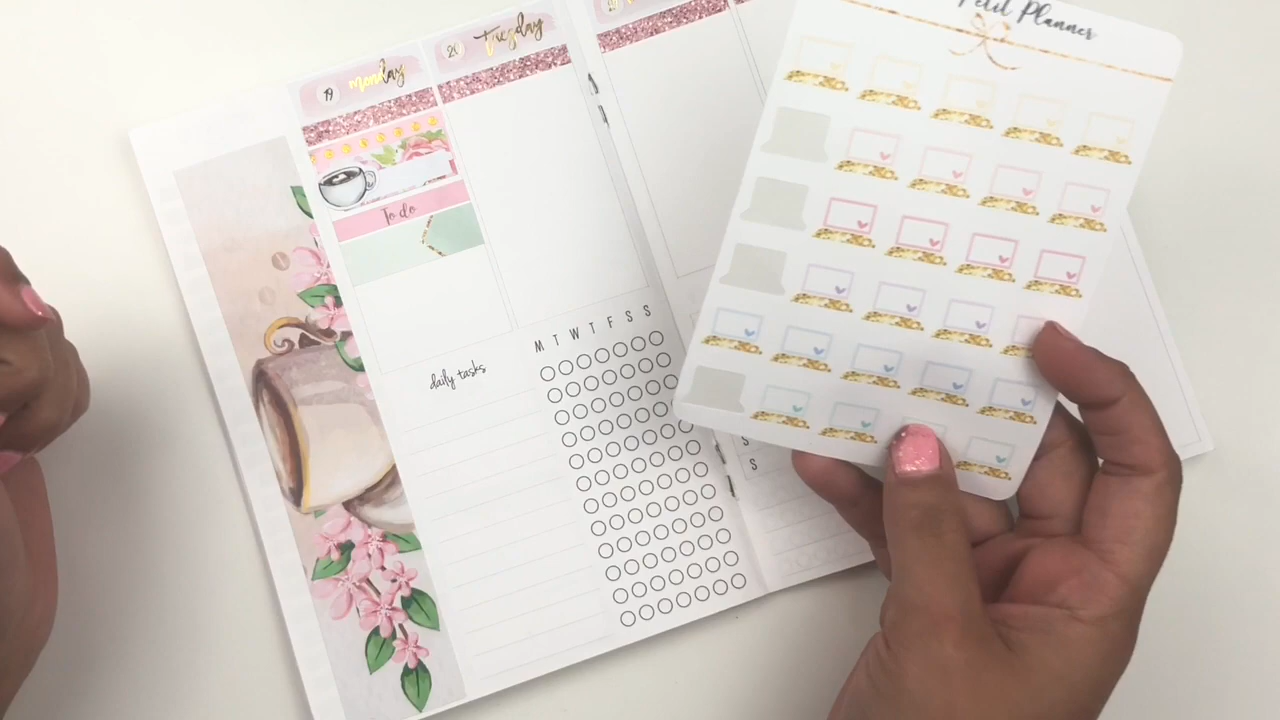 19 Monday
20 Tuesday
Petit Planner
To do
daily tasks
M T W T F S S
S
S